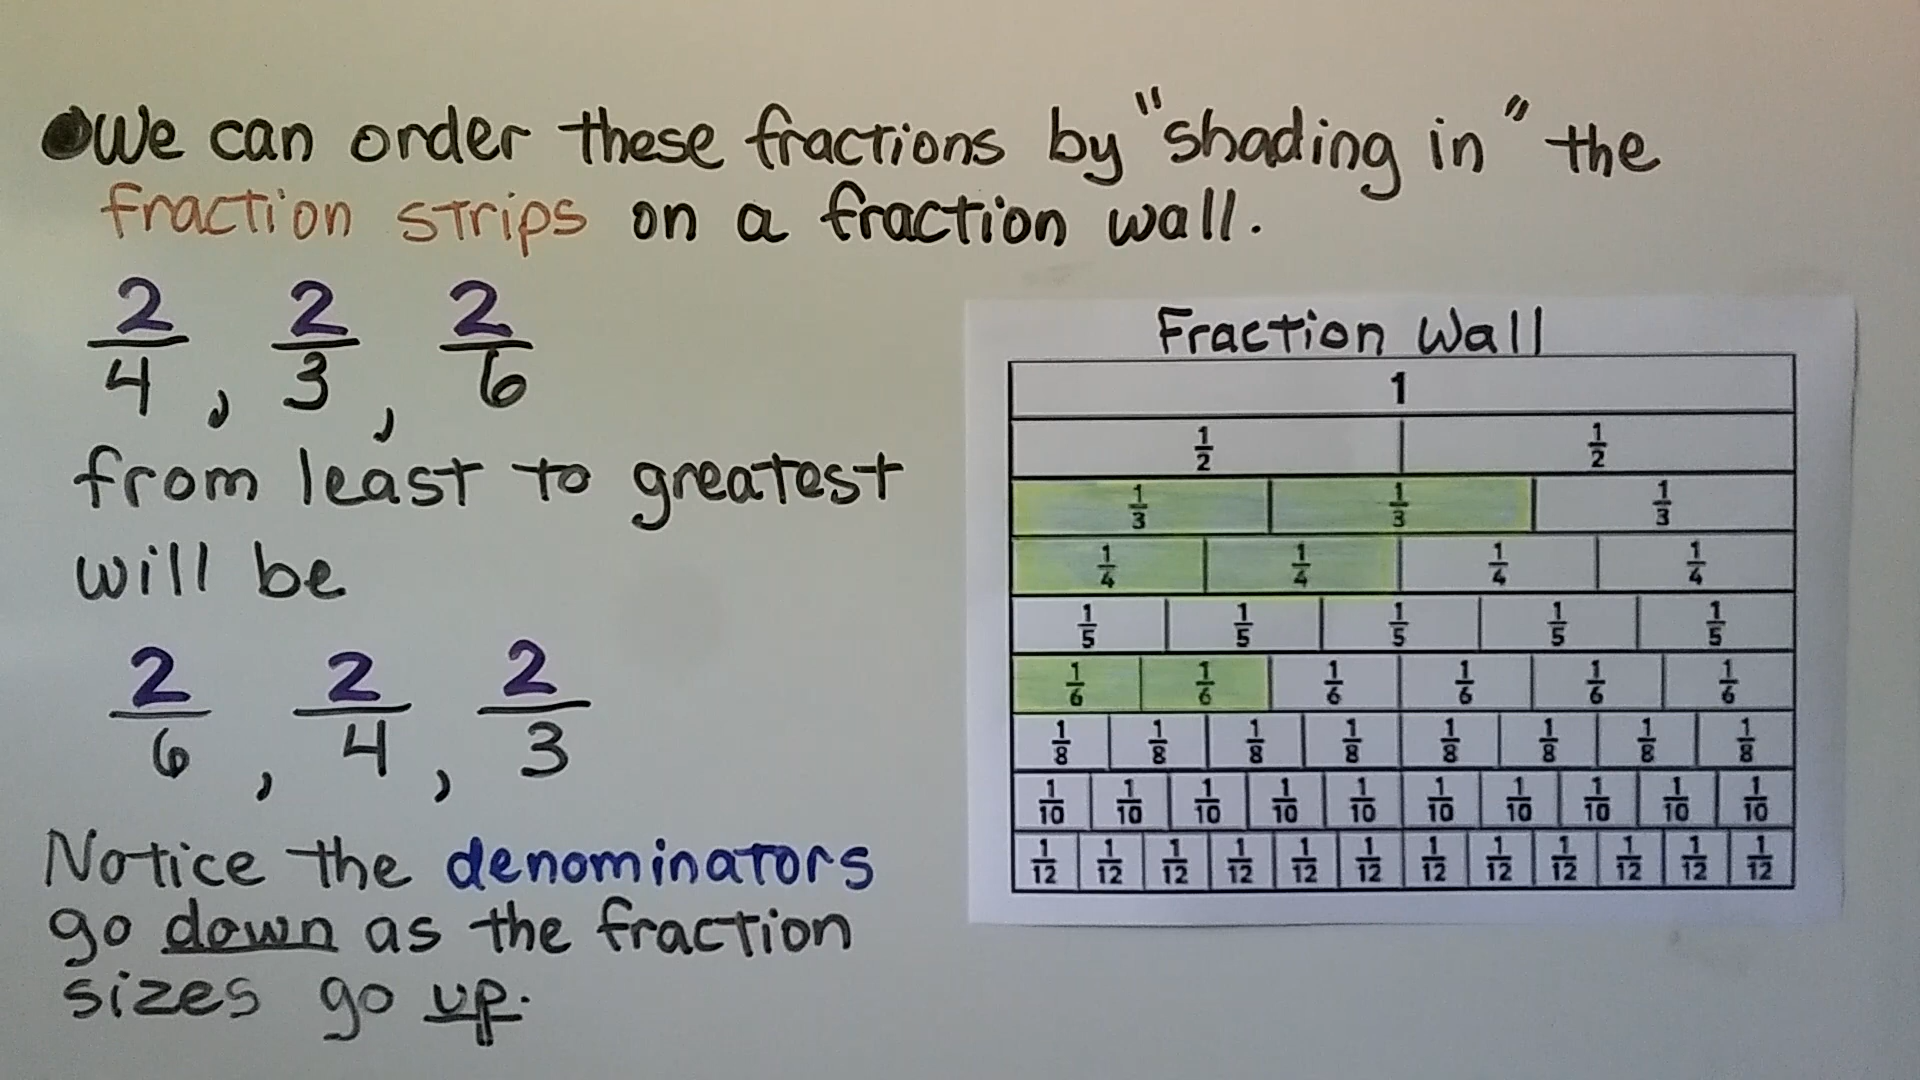 We can order these fractions by "shading in" the
fraction strips on a fraction wall.
2/4, 2/3, 2/6
from least to greatest
will be
2/6, 2/4, 2/3
Notice the denominators
go down as the fraction
sizes go up.
Fraction Wall
1
1/2 1/2
1/3 1/3 1/3
1/4 1/4 1/4 1/4
1/5 1/5 1/5 1/5 1/5
1/6 1/6 1/6 1/6 1/6 1/6
1/8 1/8 1/8 1/8 1/8 1/8 1/8 1/8
1/10 1/10 1/10 1/10 1/10 1/10 1/10 1/10 1/10 1/10
1/12 1/12 1/12 1/12 1/12 1/12 1/12 1/12 1/12 1/12 1/12 1/12